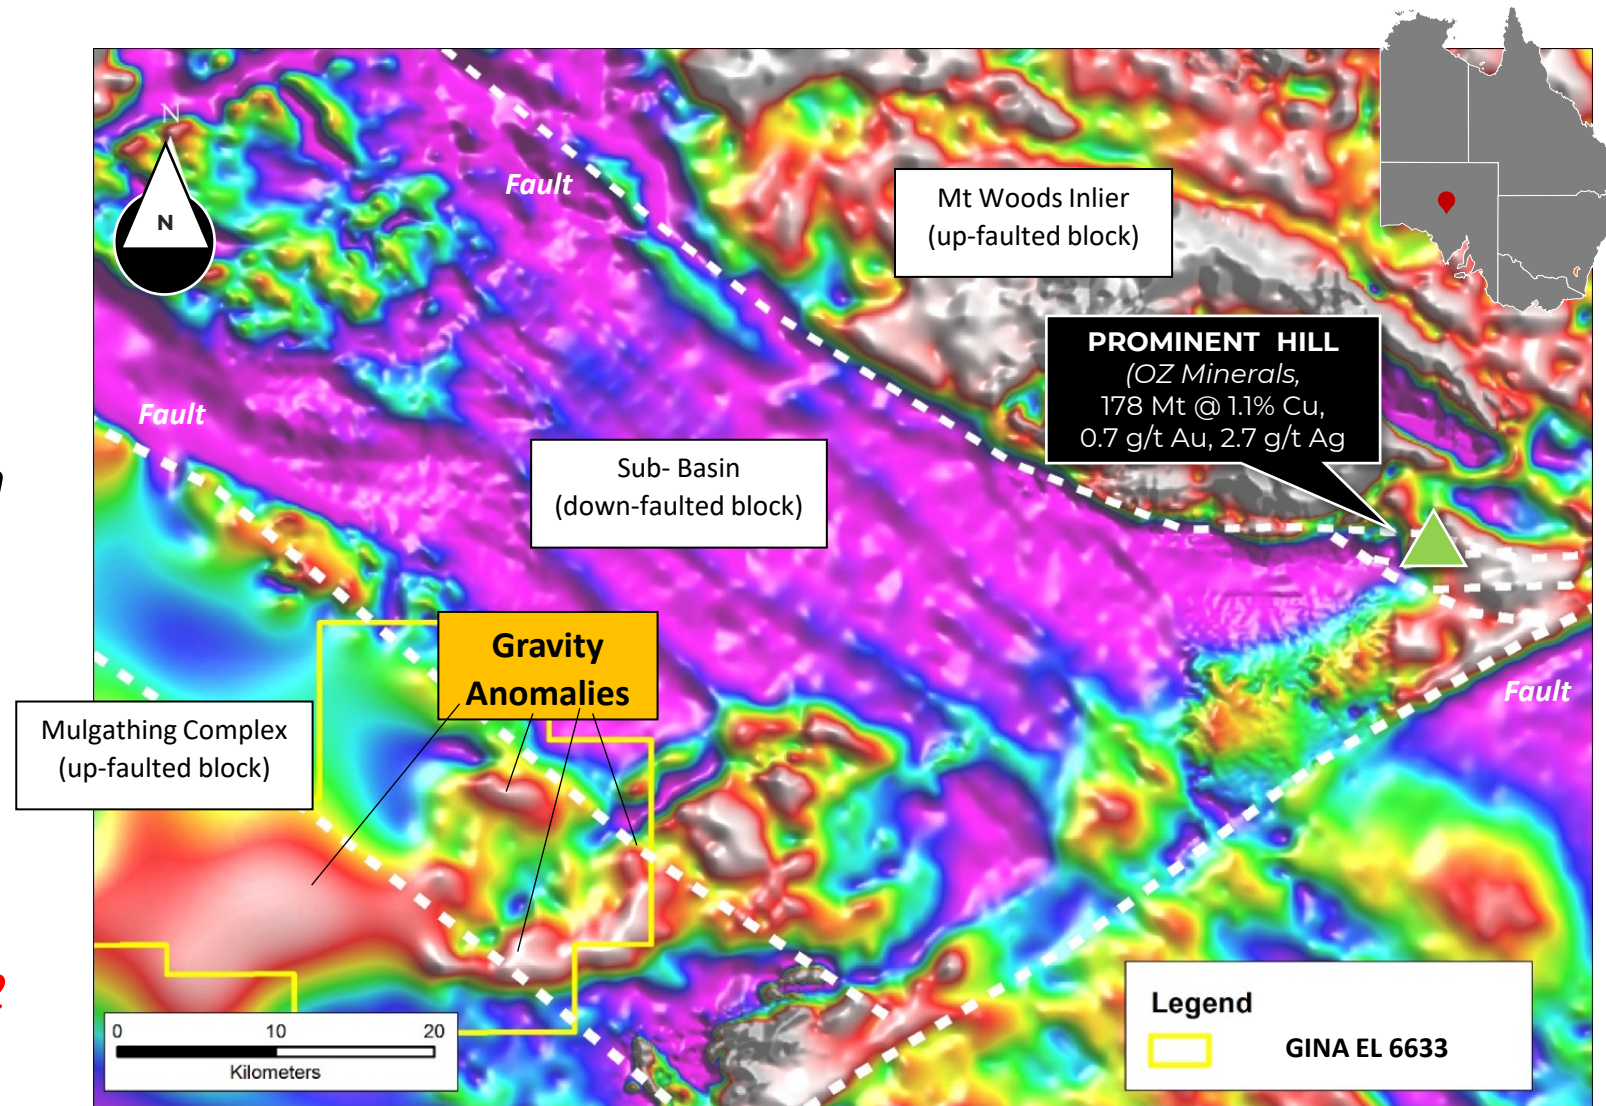 N
N
Fault
Mt Woods Inlier
(up-faulted block)
PROMINENT HILL
(OZ Minerals,
178 Mt @ 1.1% Cu,
0.7 g/t Au, 2.7 g/t Ag
Fault
Sub- Basin
(down-faulted block)
Gravity
Anomalies
Fault
Mulgathing Complex
(up-faulted block)
Legend
GINA EL 6633
0 10 20
Kilometers